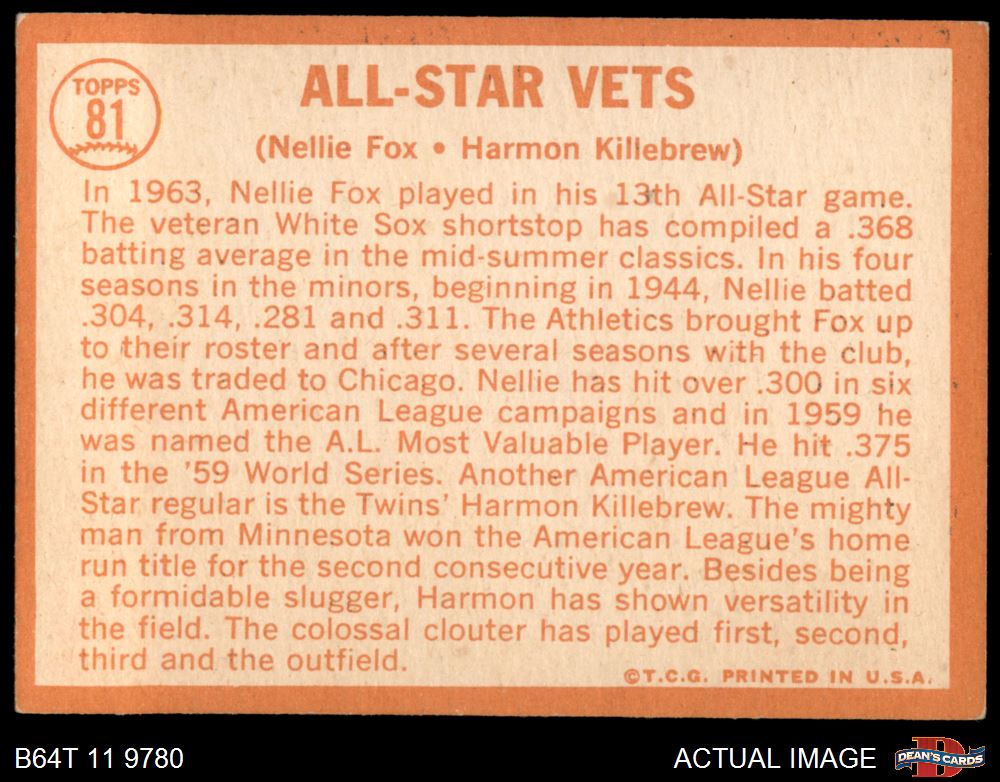 TOPPS
81
ALL-STAR VETS
(Nellie Fox • Harmon Killebrew)
In 1963, Nellie Fox played in his 13th All-Star game.
The veteran White Sox shortstop has compiled a .368
batting average in the mid-summer classics. In his four
seasons in the minors, beginning in 1944, Nellie batted
.304, .314, .281 and .311. The Athletics brought Fox up
to their roster and after several seasons with the club,
he was traded to Chicago. Nellie has hit over .300 in six
different American League campaigns and in 1959 he
was named the A.L. Most Valuable Player. He hit .375
in the '59 World Series. Another American League All-
Star regular is the Twins' Harmon Killebrew. The mighty
man from Minnesota won the American League's home
run title for the second consecutive year. Besides being
a formidable slugger, Harmon has shown versatility in
the field. The colossal clouter has played first, second,
third and the outfield.
©T.C.G. PRINTED IN U.S.A.
B64T 11 9780
ACTUAL IMAGE
D
DEAN'S CARDS